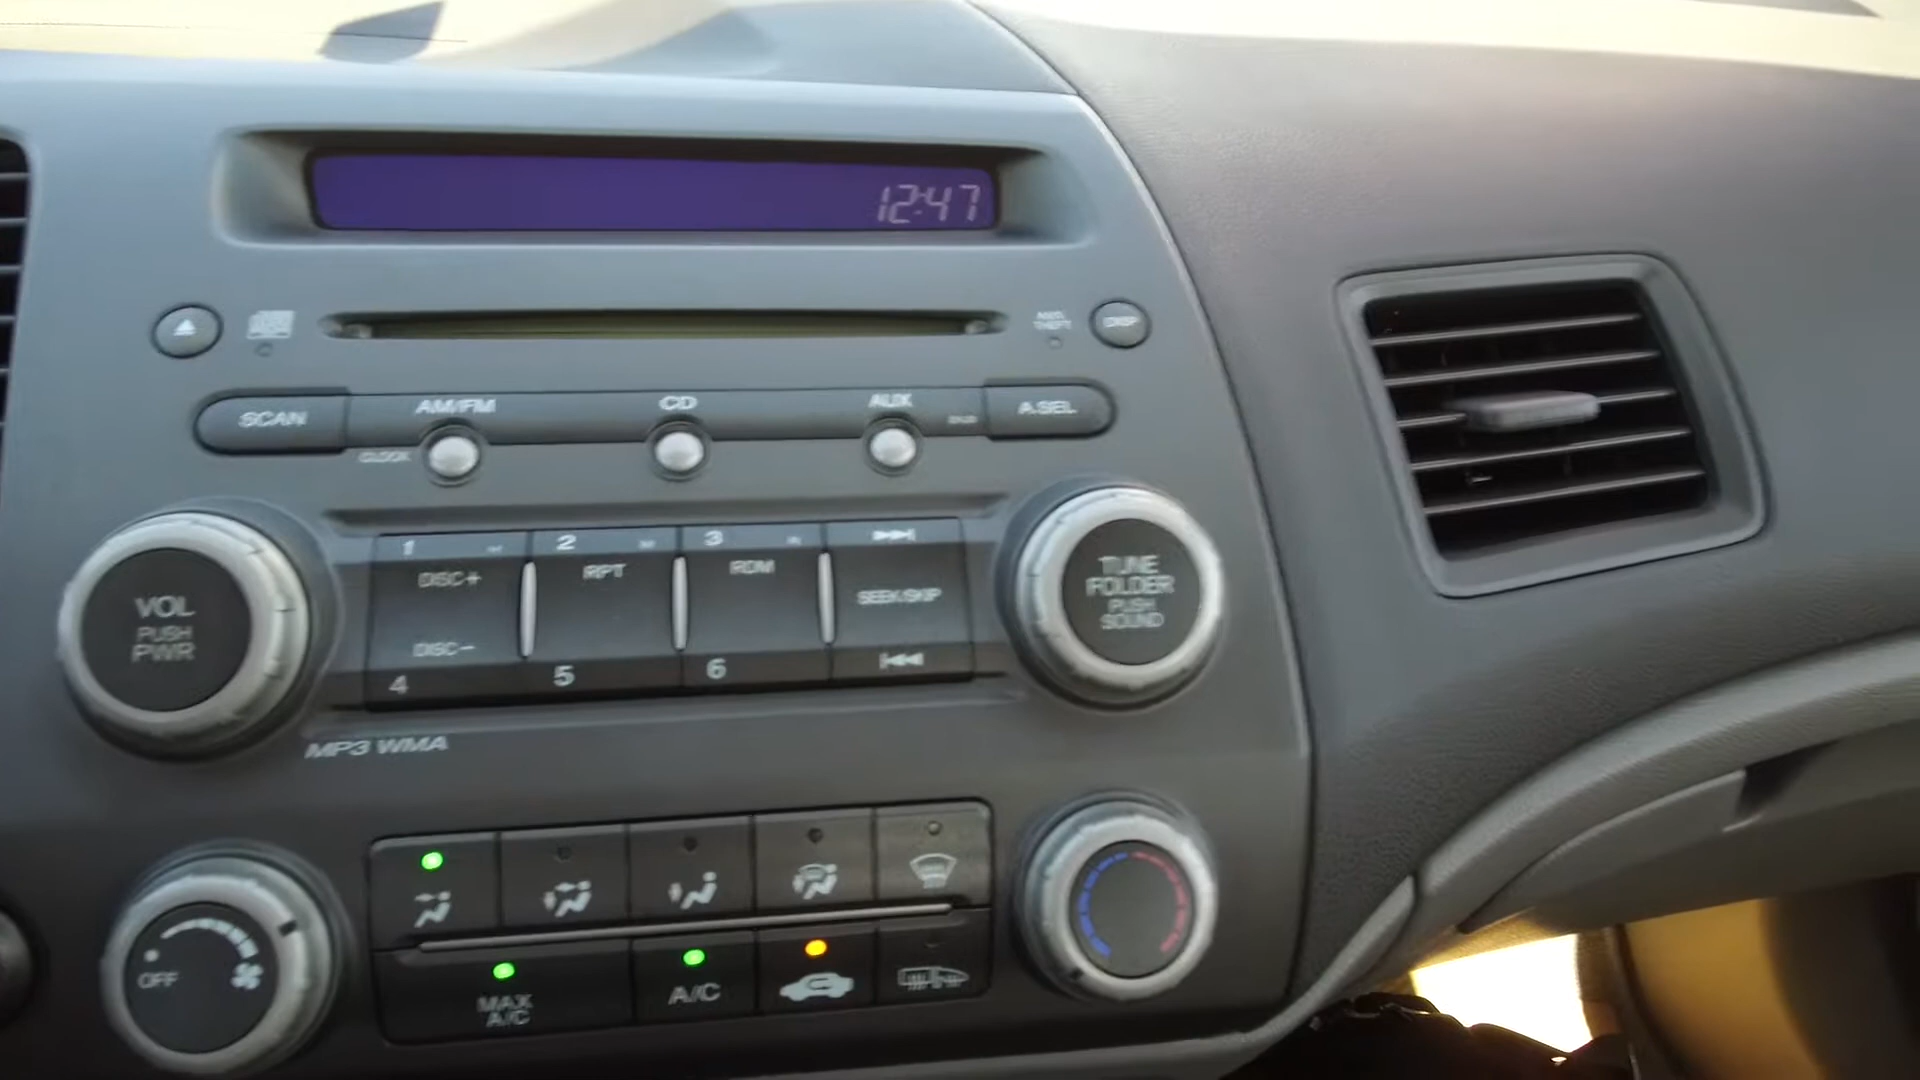 12:47
DISP
SCAN
AM/FM
CD
AUX
A.SEL
CLOCK
1
2
3
DISC+
RPT
RDM
SEEK/SKIP
DISC-
4
5
6
VOL
PUSH
PWR
TUNE
FOLDER
PUSH
SOUND
MP3 WMA
OFF
MAX
A/C
A/C